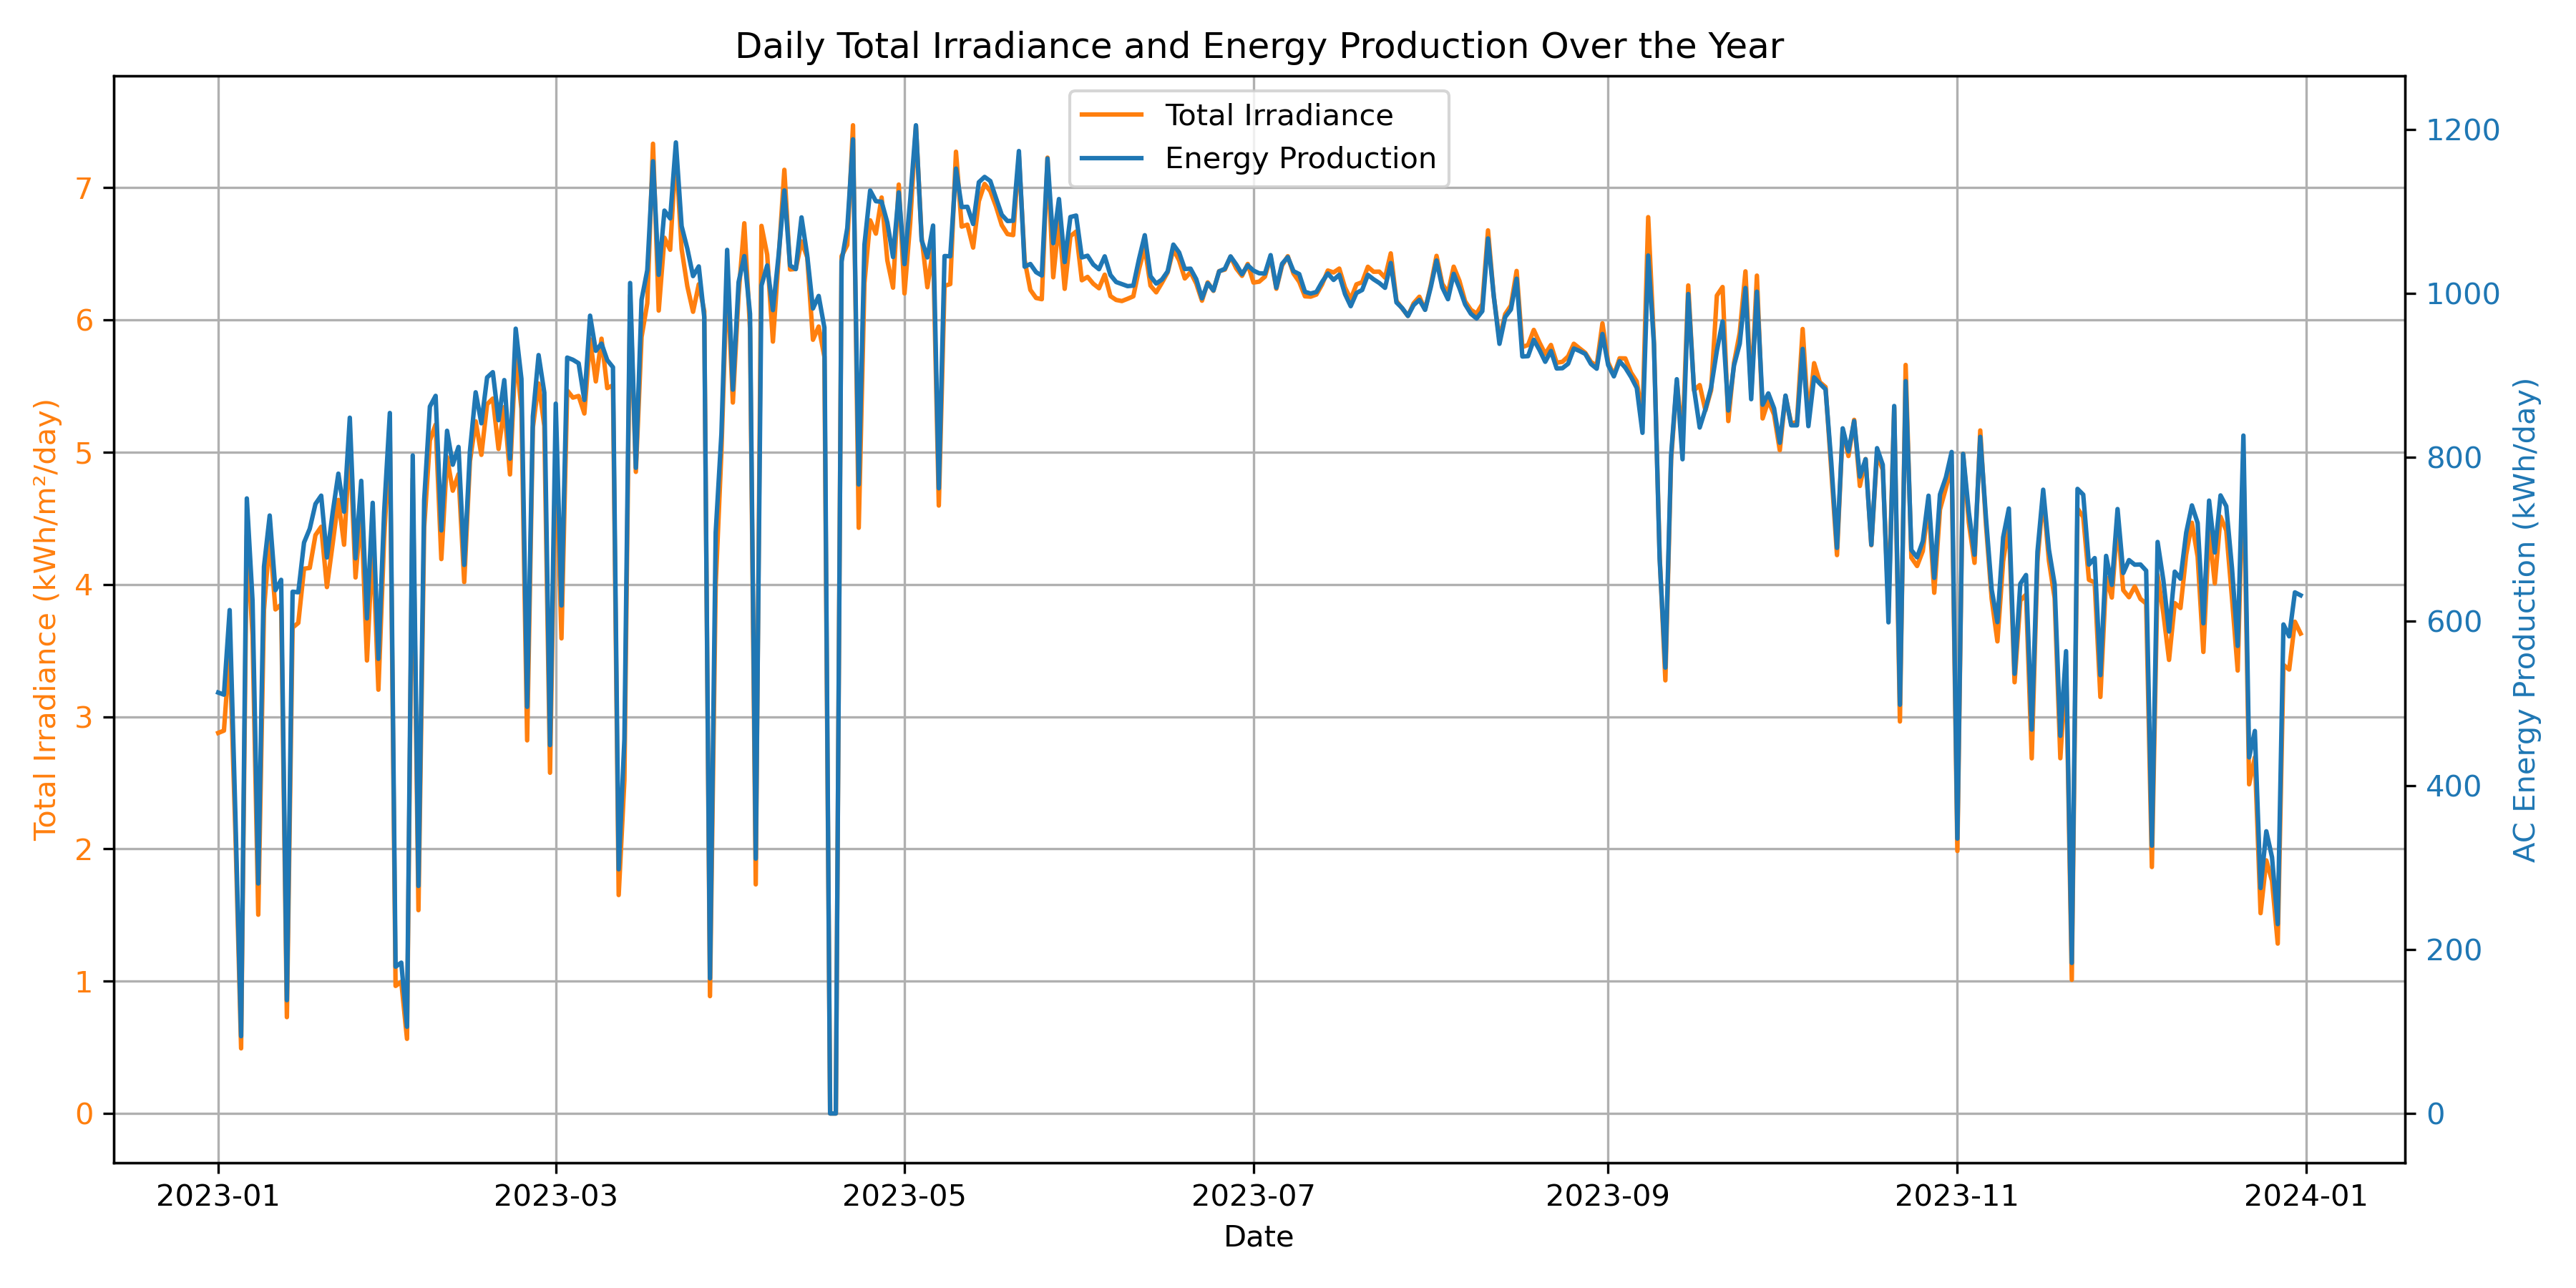 Daily Total Irradiance and Energy Production Over the Year
Total Irradiance
Energy Production
Total Irradiance (kWh/m²/day)
7
6
5
4
3
2
1
0
AC Energy Production (kWh/day)
1200
1000
800
600
400
200
0
2023-01 2023-03 2023-05 2023-07 2023-09 2023-11 2024-01
Date